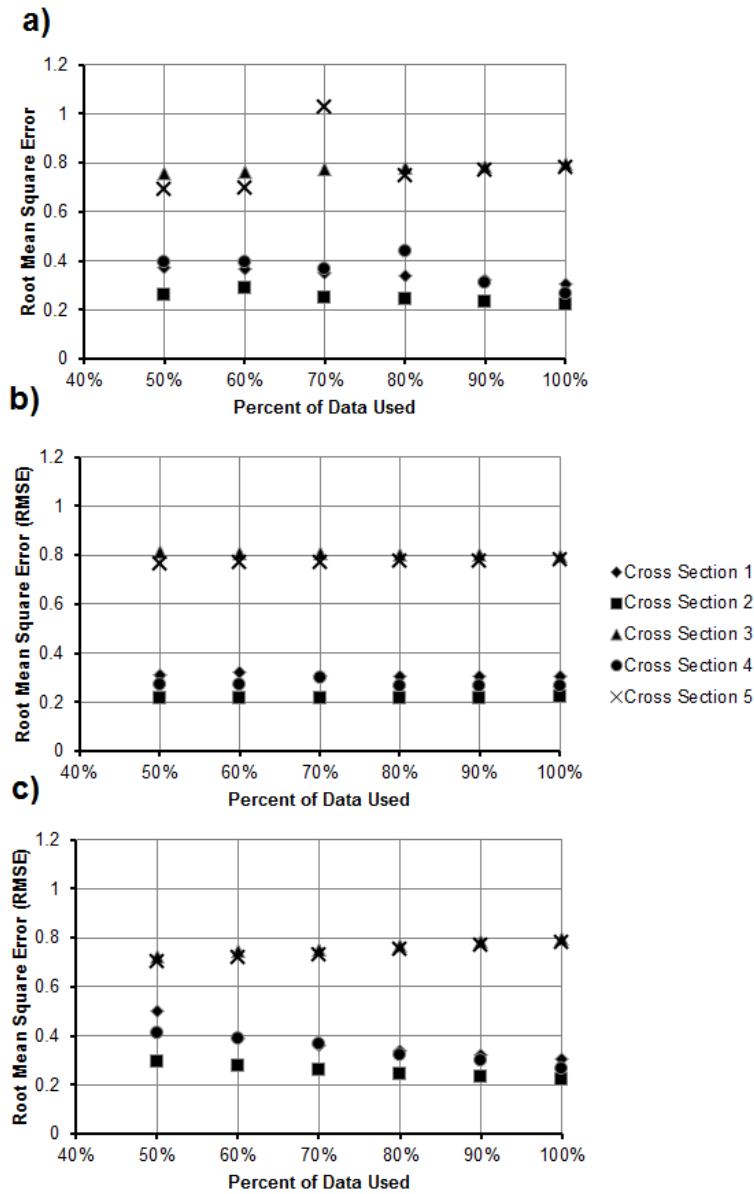 a)
1.2
1
0.8
0.6
0.4
0.2
0
Root Mean Square Error
40% 50% 60% 70% 80% 90% 100%
Percent of Data Used
b)
1.2
1
0.8
0.6
0.4
0.2
0
Root Mean Square Error (RMSE)
40% 50% 60% 70% 80% 90% 100%
Percent of Data Used
Cross Section 1
Cross Section 2
Cross Section 3
Cross Section 4
Cross Section 5
c)
1.2
1
0.8
0.6
0.4
0.2
0
Root Mean Square Error (RMSE)
40% 50% 60% 70% 80% 90% 100%
Percent of Data Used